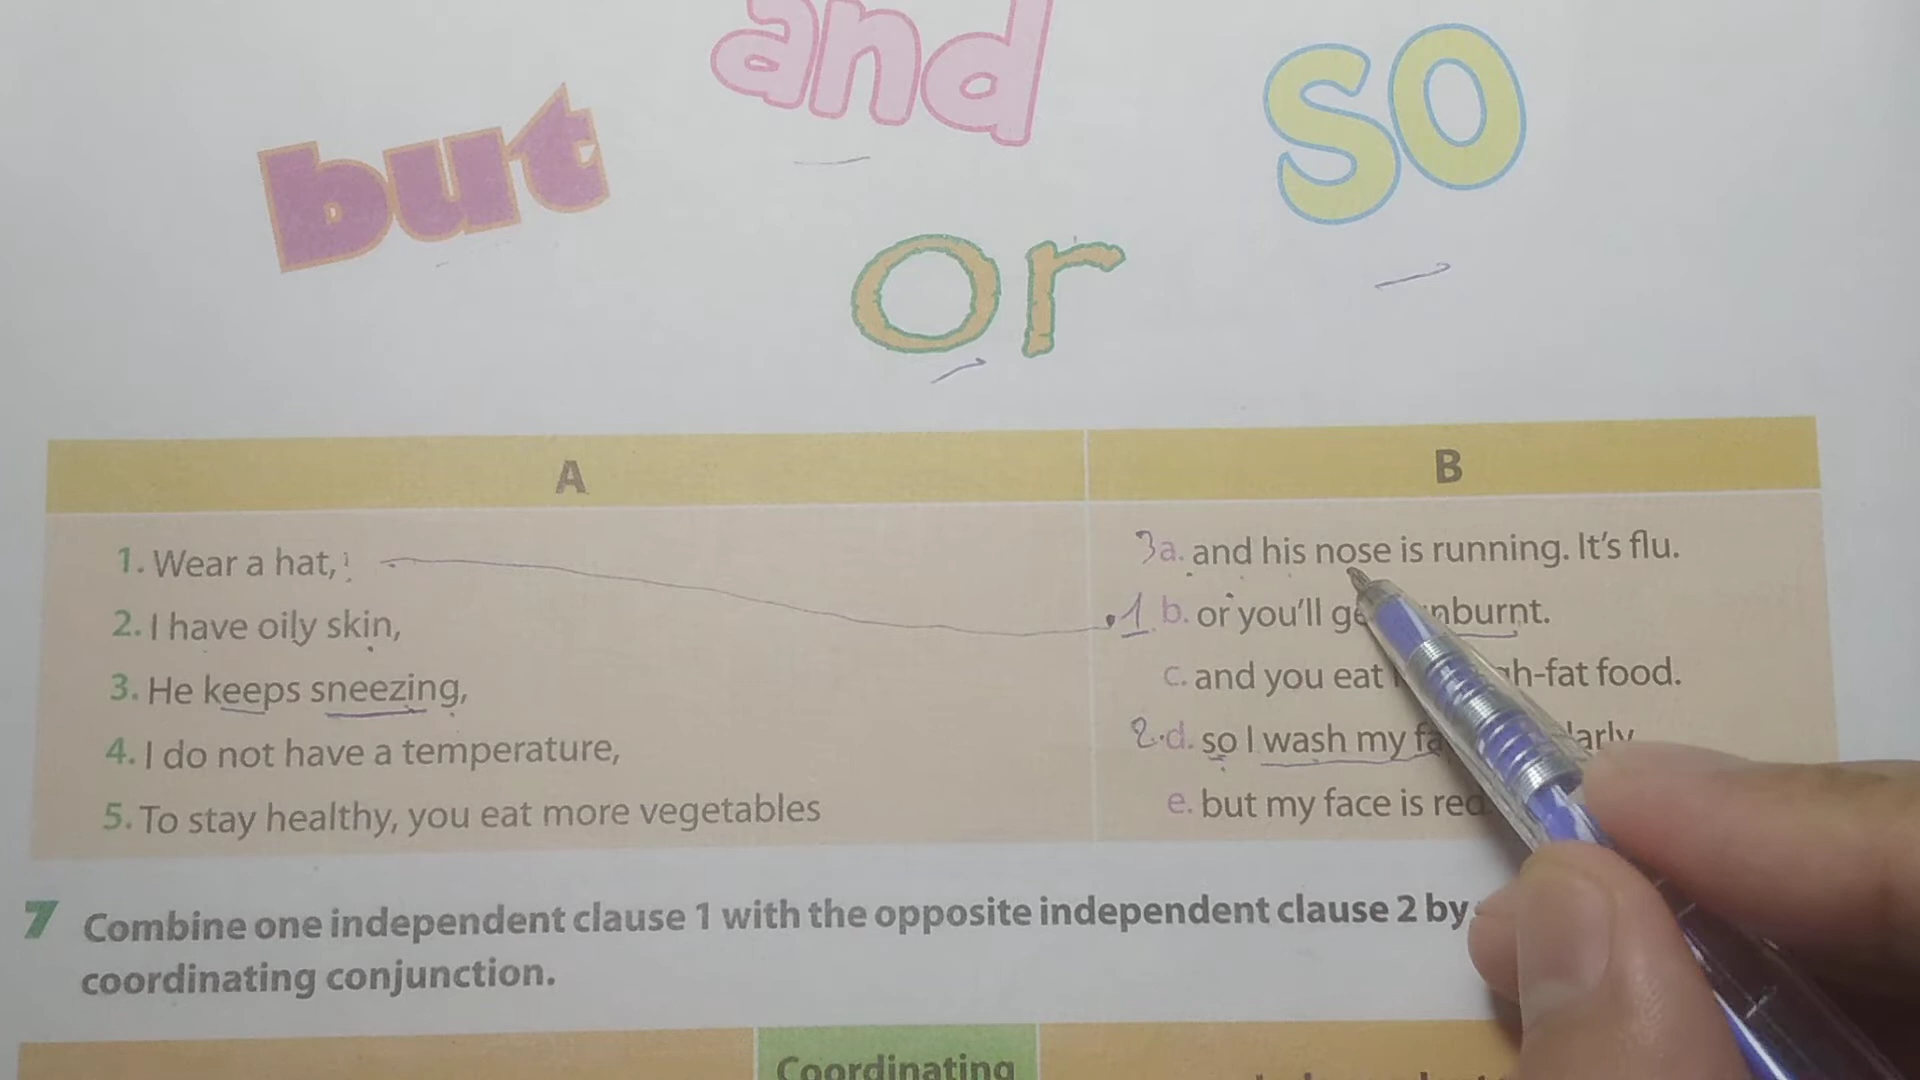 and
but
so
or
A
B
1. Wear a hat,
2. I have oily skin,
3. He keeps sneezing,
4. I do not have a temperature,
5. To stay healthy, you eat more vegetables
3 a. and his nose is running. It's flu.
1 b. or you'll
c. and you eat food.
2. d. so I wash my
e. but my face is red
7 Combine one independent clause 1 with the opposite independent clause 2 by
coordinating conjunction.
Coordinating